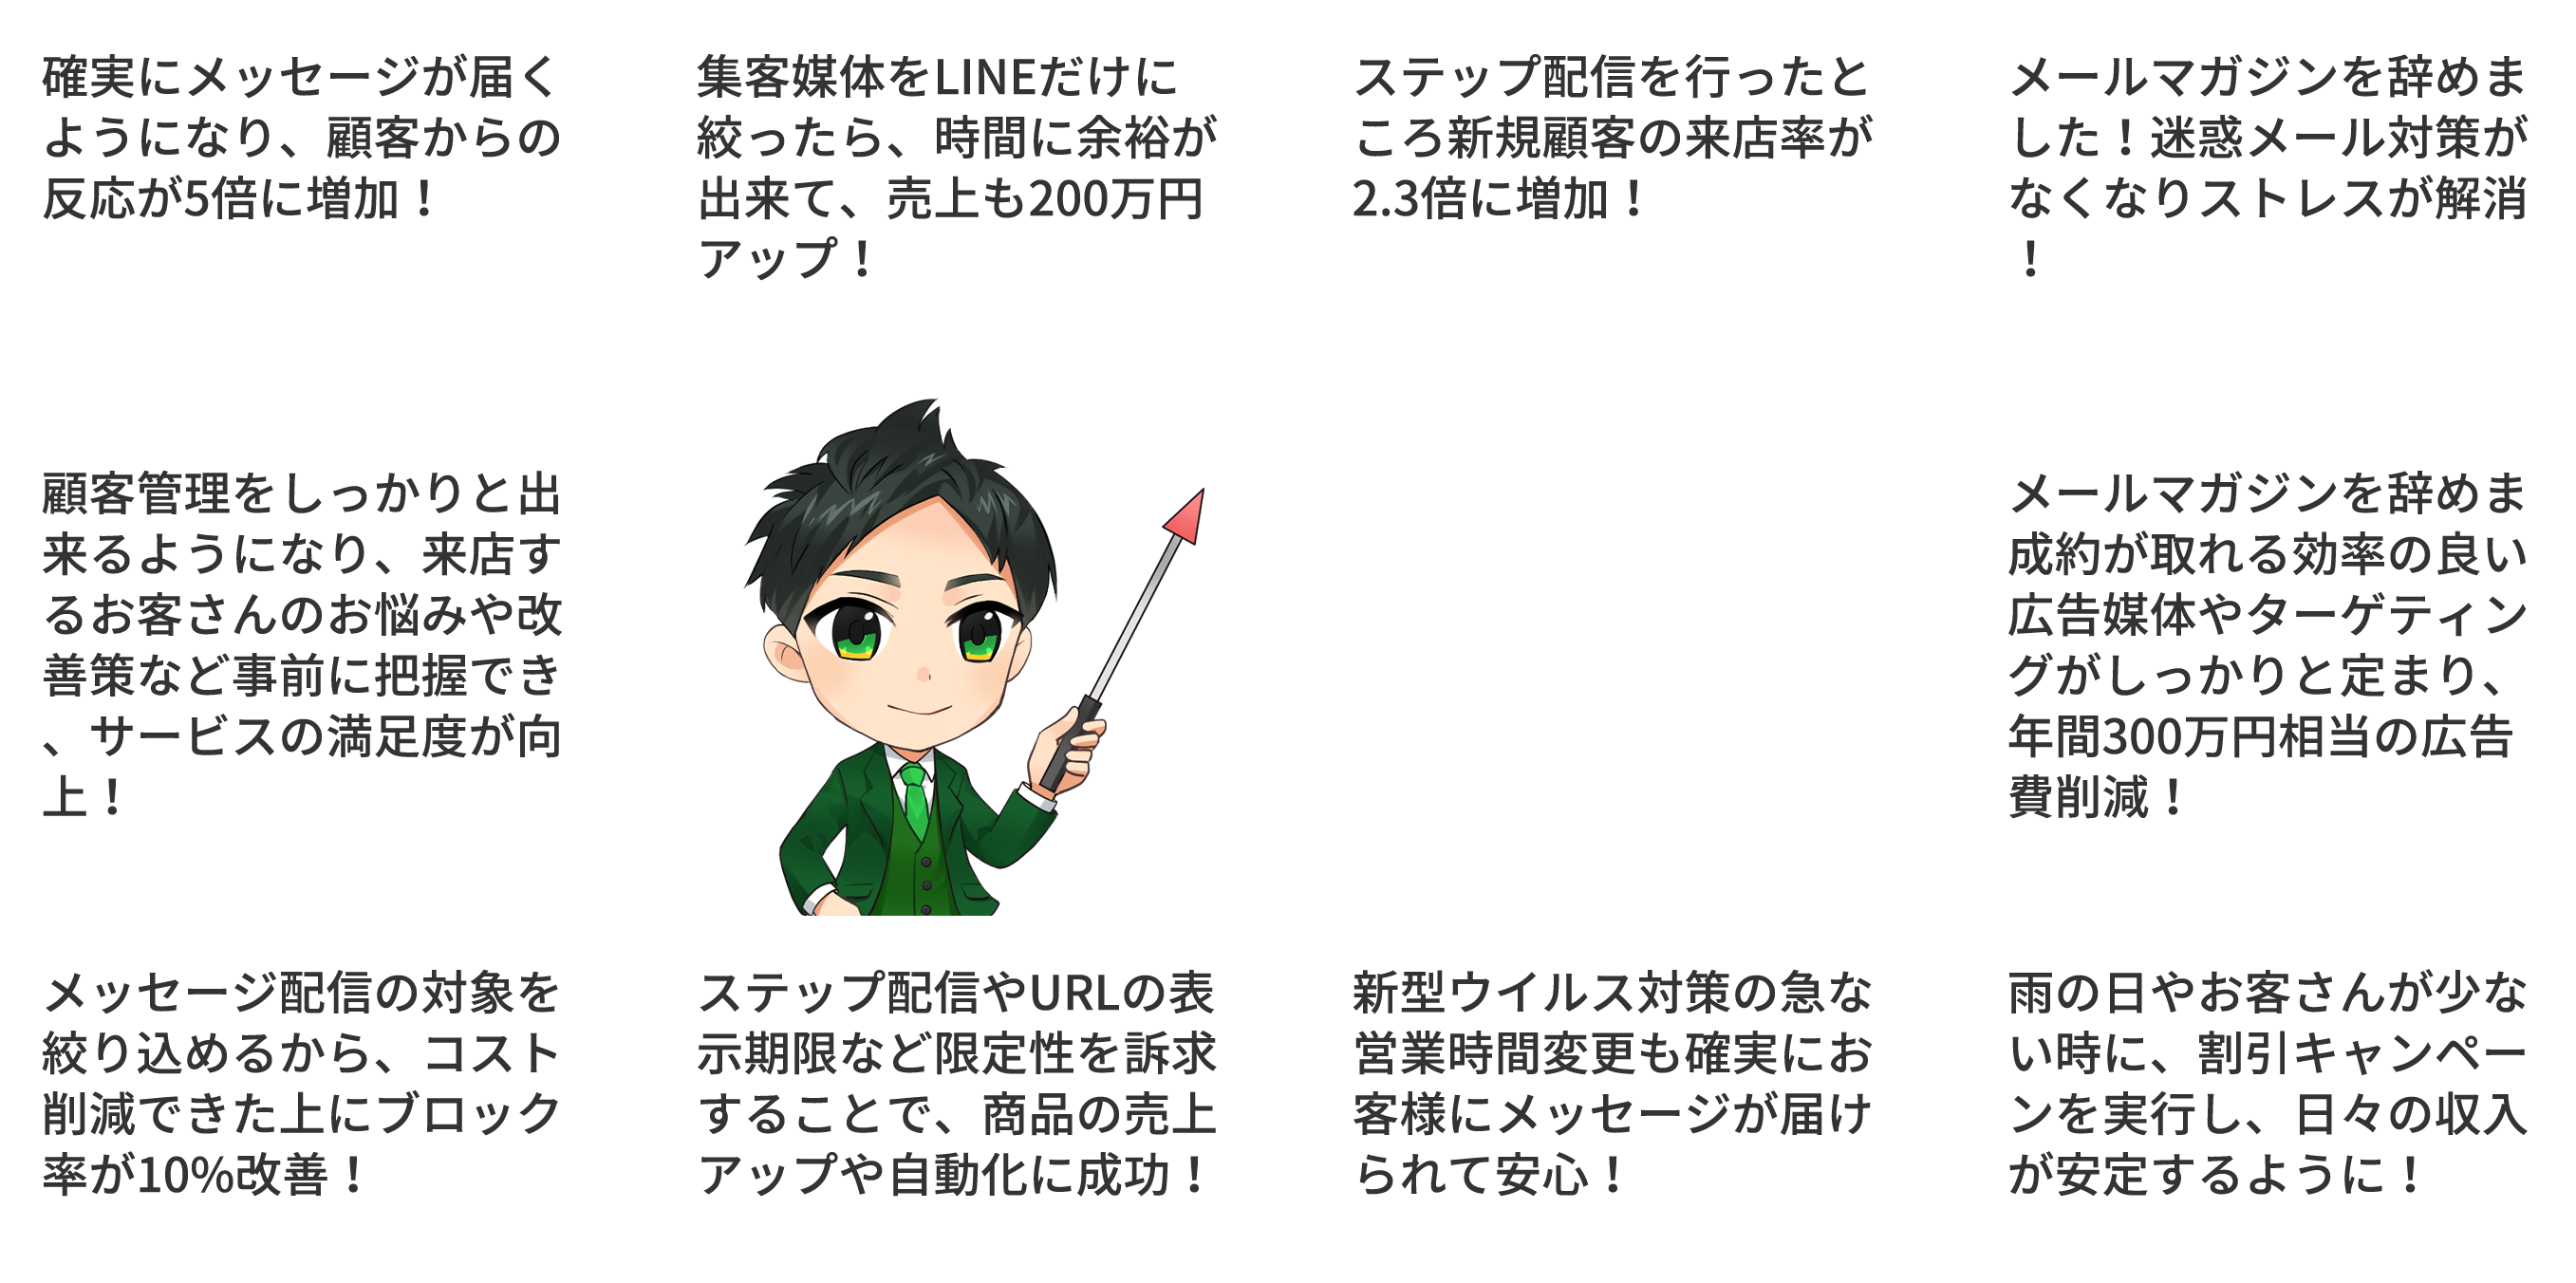 確実にメッセージが届く
ようになり、顧客からの
反応が5倍に増加！
集客媒体をLINEだけに
絞ったら、時間に余裕が
出来て、売上も200万円
アップ！
ステップ配信を行ったと
ころ新規顧客の来店率が
2.3倍に増加！
メールマガジンを辞めま
した！迷惑メール対策が
なくなりストレスが解消
！
顧客管理をしっかりと出
来るようになり、来店す
るお客さんのお悩みや改
善策など事前に把握でき
、サービスの満足度が向
上！
メールマガジンを辞めま
成約が取れる効率の良い
広告媒体やターゲティン
グがしっかりと定まり、
年間300万円相当の広告
費削減！
メッセージ配信の対象を
絞り込めるから、コスト
削減できた上にブロック
率が10%改善！
ステップ配信やURLの表
示期限など限定性を訴求
することで、商品の売上
アップや自動化に成功！
新型ウイルス対策の急な
営業時間変更も確実にお
客様にメッセージが届け
られて安心！
雨の日やお客さんが少な
い時に、割引キャンペー
ンを実行し、日々の収入
が安定するように！